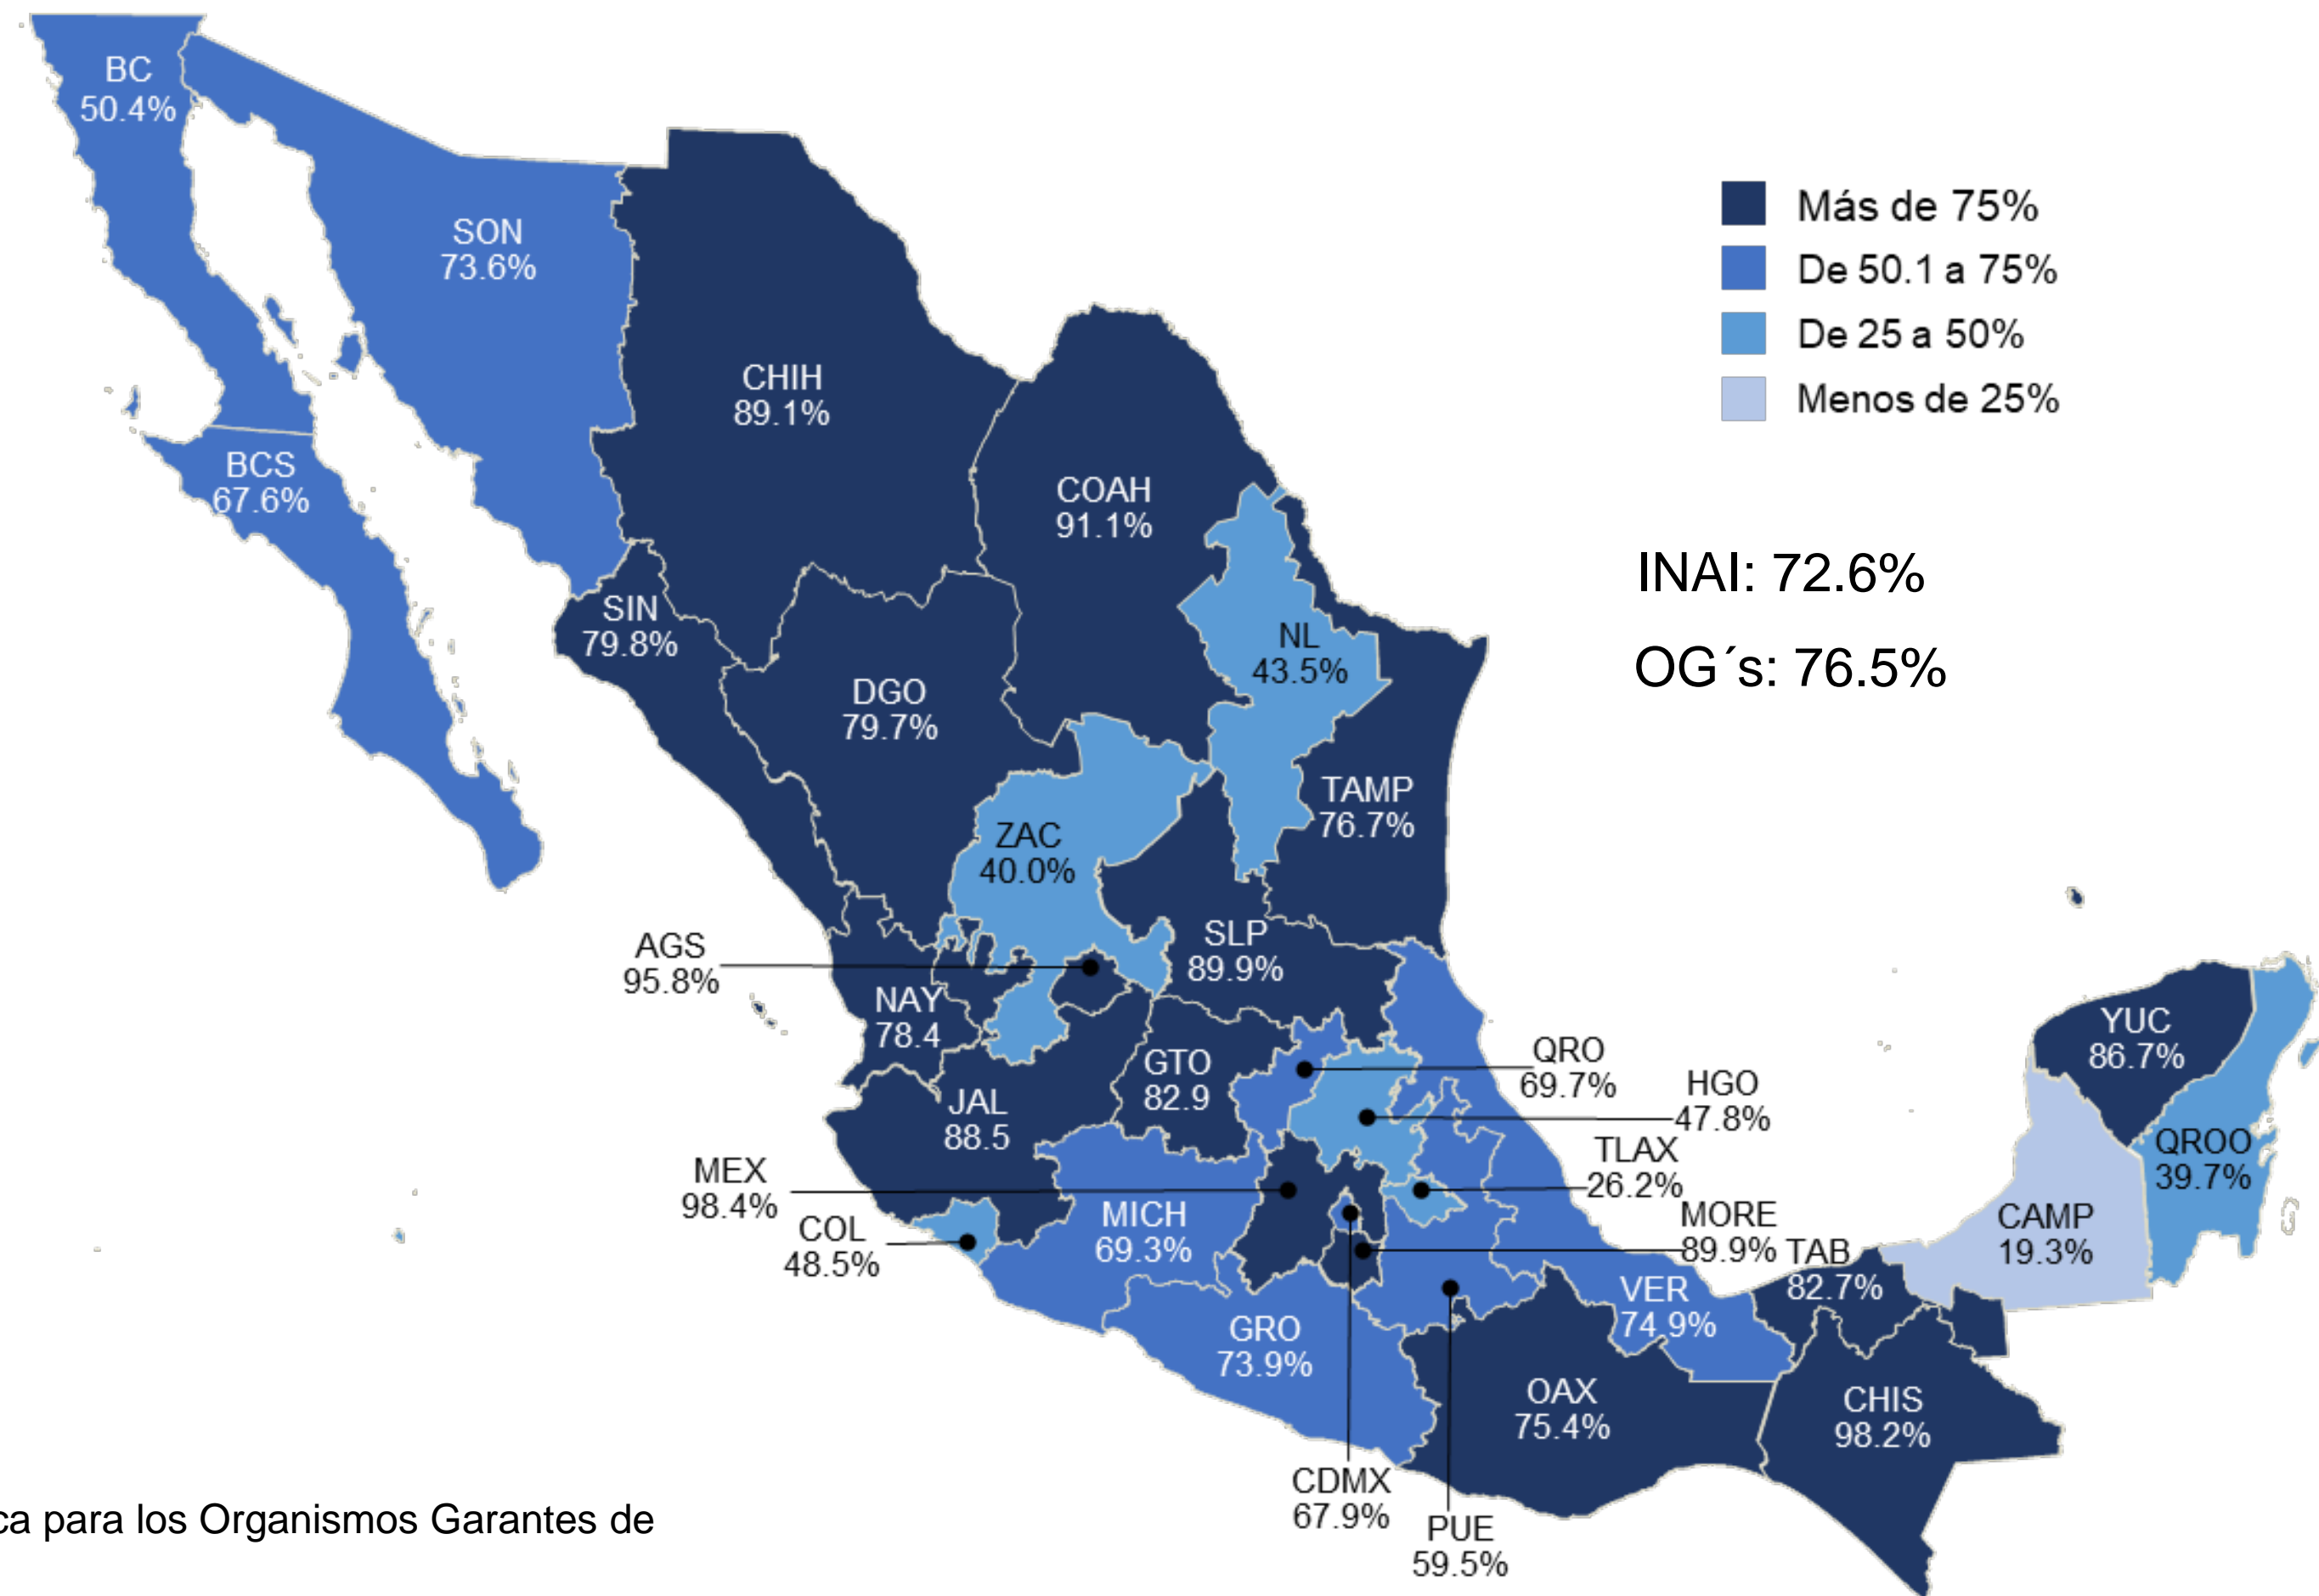 BC
50.4%
SON
73.6%
Más de 75%
De 50.1 a 75%
De 25 a 50%
Menos de 25%
CHIH
89.1%
BCS
67.6%
COAH
91.1%
INAI: 72.6%
OG´s: 76.5%
SIN
79.8%
NL
43.5%
DGO
79.7%
TAMP
76.7%
ZAC
40.0%
AGS
95.8%
SLP
89.9%
NAY
78.4
YUC
86.7%
GTO
82.9
QRO
69.7%
HGO
47.8%
JAL
88.5
TLAX
26.2%
QROO
39.7%
MEX
98.4%
MICH
69.3%
MORE
89.9%
CAMP
19.3%
COL
48.5%
TAB
82.7%
VER
74.9%
GRO
73.9%
OAX
75.4%
CHIS
98.2%
CDMX
67.9%
PUE
59.5%
ca para los Organismos Garantes de